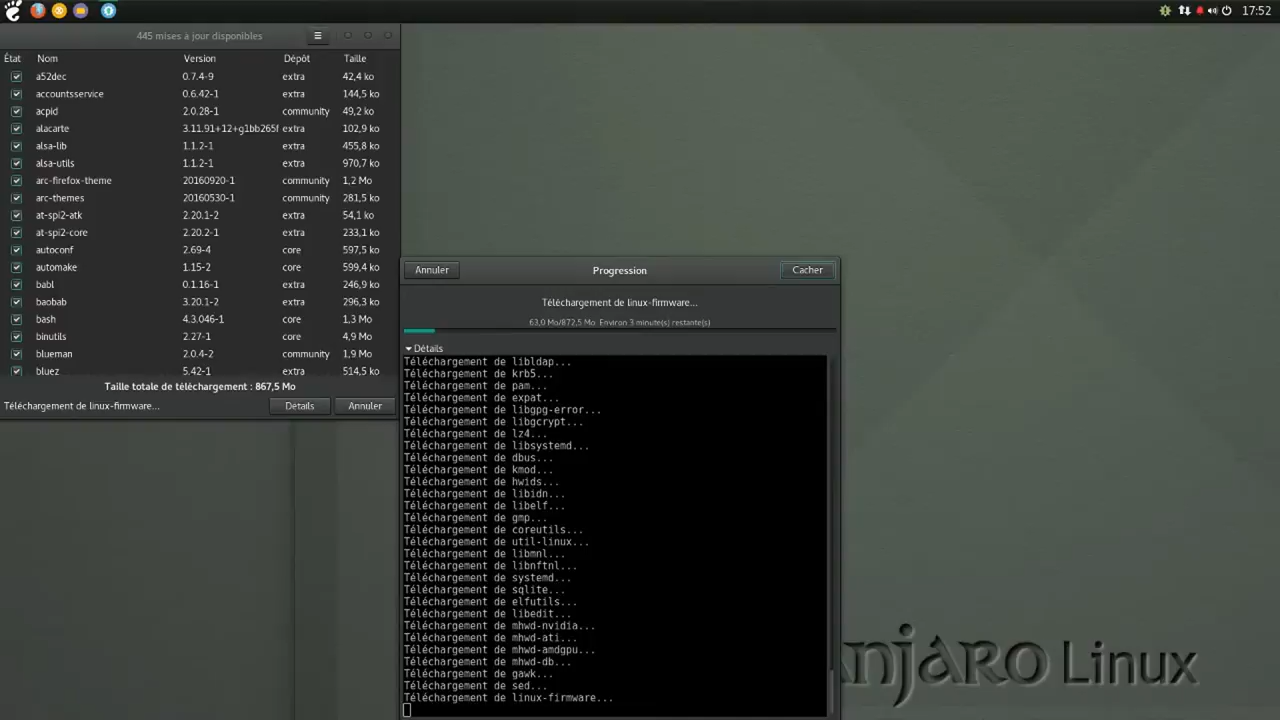 17:52
445 mises à jour disponibles
État Nom Version Dépôt Taille
a52dec 0.7.4-9 extra 42,4 ko
accountsservice 0.6.42-1 extra 144,5 ko
acpid 2.0.28-1 community 49,2 ko
alacarte 3.11.91+12+g1bb265f extra 102,9 ko
alsa-lib 1.1.2-1 extra 455,8 ko
alsa-utils 1.1.2-1 extra 970,7 ko
arc-firefox-theme 20160920-1 community 1,2 Mo
arc-themes 20160530-1 community 281,5 ko
at-spi2-atk 2.20.1-2 extra 54,1 ko
at-spi2-core 2.20.2-1 extra 233,1 ko
autoconf 2.69-4 core 597,5 ko
automake 1.15-2 core 599,4 ko
babl 0.1.16-1 extra 246,9 ko
baobab 3.20.1-2 extra 296,3 ko
bash 4.3.046-1 core 1,3 Mo
binutils 2.27-1 core 4,9 Mo
blueman 2.0.4-2 community 1,9 Mo
bluez 5.42-1 extra 514,5 ko
Taille totale de téléchargement : 867,5 Mo
Téléchargement de linux-firmware... Détails Annuler
Annuler Progression Cacher
Téléchargement de linux-firmware...
63,0 Mo/872,5 Mo Environ 3 minute(s) restante(s)
Détails
Téléchargement de libldap...
Téléchargement de krb5...
Téléchargement de pam...
Téléchargement de expat...
Téléchargement de libgpg-error...
Téléchargement de libgcrypt...
Téléchargement de lz4...
Téléchargement de libsystemd...
Téléchargement de dbus...
Téléchargement de kmod...
Téléchargement de hwids...
Téléchargement de libidn...
Téléchargement de libelf...
Téléchargement de gmp...
Téléchargement de coreutils...
Téléchargement de util-linux...
Téléchargement de libmnl...
Téléchargement de libnftnl...
Téléchargement de systemd...
Téléchargement de sqlite...
Téléchargement de elfutils...
Téléchargement de libedit...
Téléchargement de mhwd-nvidia...
Téléchargement de mhwd-ati...
Téléchargement de mhwd-amdgpu...
Téléchargement de mhwd-db...
Téléchargement de gawk...
Téléchargement de sed...
Téléchargement de linux-firmware...
anjaro Linux